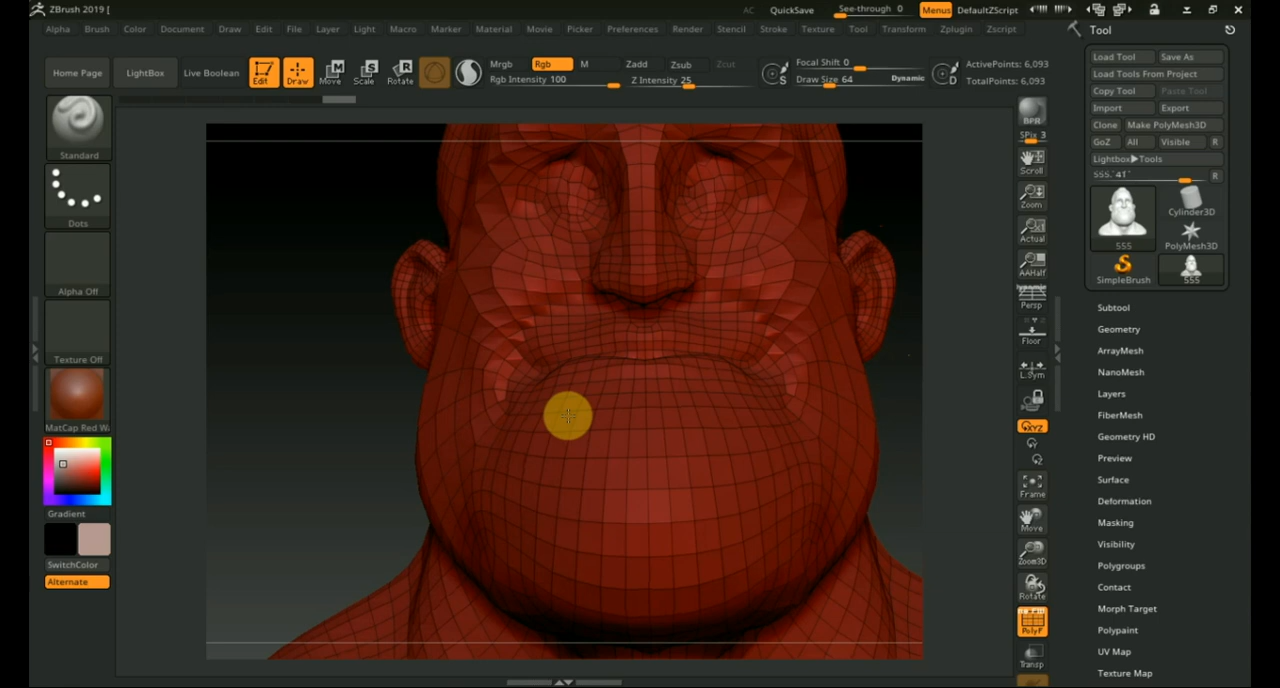 ZBrush 2019 [
AC QuickSave See-through 0 Menus DefaultZScript
Alpha Brush Color Document Draw Edit File Layer Light Macro Marker Material Movie Picker Preferences Render Stencil Stroke Texture Tool Transform Zplugin Zscript
Home Page LightBox Live Boolean Edit Draw Move Scale Rotate
Mrgb Rgb M Zadd Zsub Zcut
Rgb Intensity 100 Z Intensity 25
Focal Shift 0
Draw Size 64 Dynamic
ActivePoints: 6,093
TotalPoints: 6,093
Standard
Dots
Alpha Off
Texture Off
MatCap Red Wa
Gradient
SwitchColor
Alternate
BPR
SPix 3
Scroll
Zoom
Actual
AAHalf
Dynamic
Persp
Floor
L.Sym
XYZ
Y
Z
Frame
Move
Zoom3D
Rotate
PolyF
Transp
Tool
Load Tool Save As
Load Tools From Project
Copy Tool Paste Tool
Import Export
Clone Make PolyMesh3D
GoZ All Visible R
Lightbox▶Tools
555. 41 R
555 Cylinder3D
PolyMesh3D
SimpleBrush 555
Subtool
Geometry
ArrayMesh
NanoMesh
Layers
FiberMesh
Geometry HD
Preview
Surface
Deformation
Masking
Visibility
Polygroups
Contact
Morph Target
Polypaint
UV Map
Texture Map